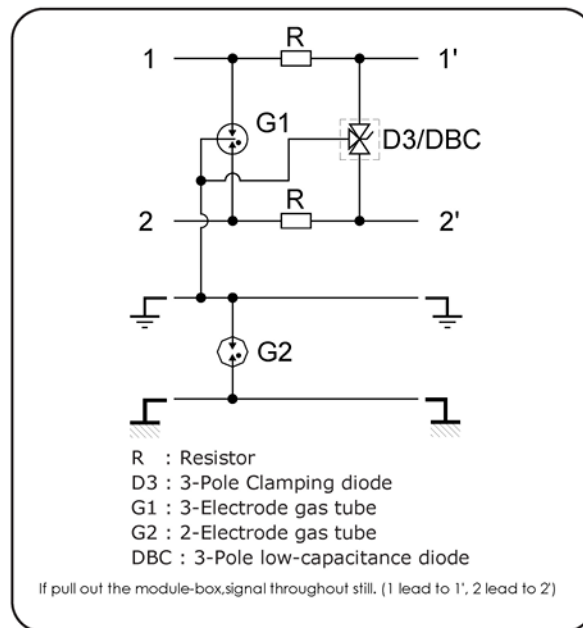 R
1 1'
G1
D3/DBC
R
2 2'
G2
R : Resistor
D3 : 3-Pole Clamping diode
G1 : 3-Electrode gas tube
G2 : 2-Electrode gas tube
DBC : 3-Pole low-capacitance diode
If pull out the module-box,signal throughout still. (1 lead to 1', 2 lead to 2')